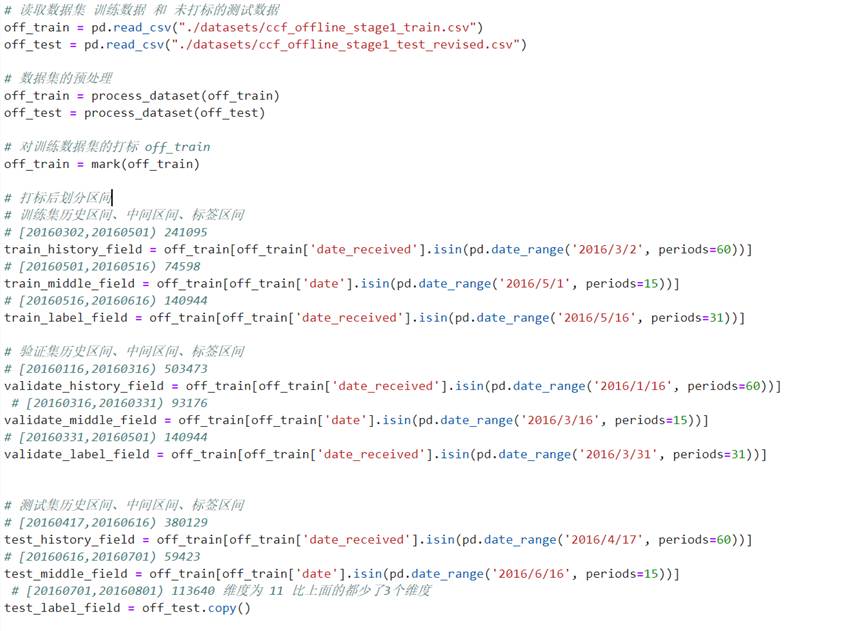 # 读取数据集 训练数据 和 未打标的测试数据
off_train = pd.read_csv("./datasets/ccf_offline_stage1_train.csv")
off_test = pd.read_csv("./datasets/ccf_offline_stage1_test_revised.csv")
# 数据集的预处理
off_train = process_dataset(off_train)
off_test = process_dataset(off_test)
# 对训练数据集的打标 off_train
off_train = mark(off_train)
# 打标后划分区间
# 训练集历史区间、中间区间、标签区间
# [20160302,20160501) 241095
train_history_field = off_train[off_train['date_received'].isin(pd.date_range('2016/3/2', periods=60))]
# [20160501,20160516) 74598
train_middle_field = off_train[off_train['date'].isin(pd.date_range('2016/5/1', periods=15))]
# [20160516,20160616) 140944
train_label_field = off_train[off_train['date_received'].isin(pd.date_range('2016/5/16', periods=31))]
# 验证集历史区间、中间区间、标签区间
# [20160116,20160316) 503473
validate_history_field = off_train[off_train['date_received'].isin(pd.date_range('2016/1/16', periods=60))]
# [20160316,20160331) 93176
validate_middle_field = off_train[off_train['date'].isin(pd.date_range('2016/3/16', periods=15))]
# [20160331,20160501) 140944
validate_label_field = off_train[off_train['date_received'].isin(pd.date_range('2016/3/31', periods=31))]
# 测试集历史区间、中间区间、标签区间
# [20160417,20160616) 380129
test_history_field = off_train[off_train['date_received'].isin(pd.date_range('2016/4/17', periods=60))]
# [20160616,20160701) 59423
test_middle_field = off_train[off_train['date'].isin(pd.date_range('2016/6/16', periods=15))]
# [20160701,20160801) 113640 维度为 11 比上面的都少了3个维度
test_label_field = off_test.copy()